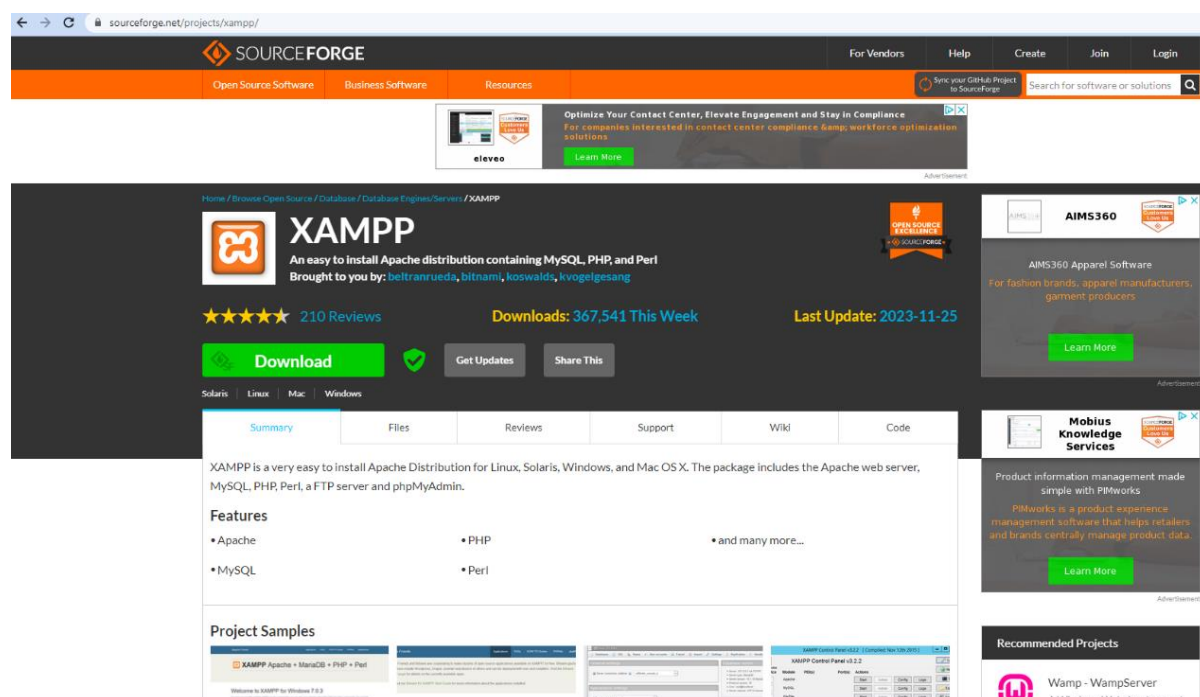 sourceforge.net/projects/xampp/
SOURCEFORGE
For Vendors Help Create Join Login
Open Source Software Business Software Resources
Sync your GitHub Project to SourceForge
Search for software or solutions
eleveo
Optimize Your Contact Center, Elevate Engagement and Stay in Compliance
For companies interested in contact center compliance &amp; workforce optimization
solutions
Learn More
Advertisement
Home / Browse Open Source / Database / Database Engines/Servers / XAMPP
XAMPP
An easy to install Apache distribution containing MySQL, PHP, and Perl
Brought to you by: beltranrueda, bitnami, koswalds, kvogelgesang
OPEN SOURCE
EXCELLENCE
SOURCEFORGE
210 Reviews
Downloads: 367,541 This Week
Last Update: 2023-11-25
Download
Get Updates
Share This
Solaris Linux Mac Windows
Summary Files Reviews Support Wiki Code
XAMPP is a very easy to install Apache Distribution for Linux, Solaris, Windows, and Mac OS X. The package includes the Apache web server,
MySQL, PHP, Perl, a FTP server and phpMyAdmin.
Features
• Apache • PHP • and many more...
• MySQL • Perl
Project Samples
XAMPP Apache + MariaDB + PHP + Perl
Welcome to XAMPP for Windows
XAMPP Control Panel v3.2.2
AIMS360
AIMS360 Apparel Software
For fashion brands, apparel manufacturers,
garment producers
Learn More
Advertisement
Mobius
Knowledge
Services
Product information management made
simple with PIMworks
PIMworks is a product experience
management software that helps retailers
and brands centrally manage product data.
Learn More
Advertisement
Recommended Projects
Wamp - WampServer